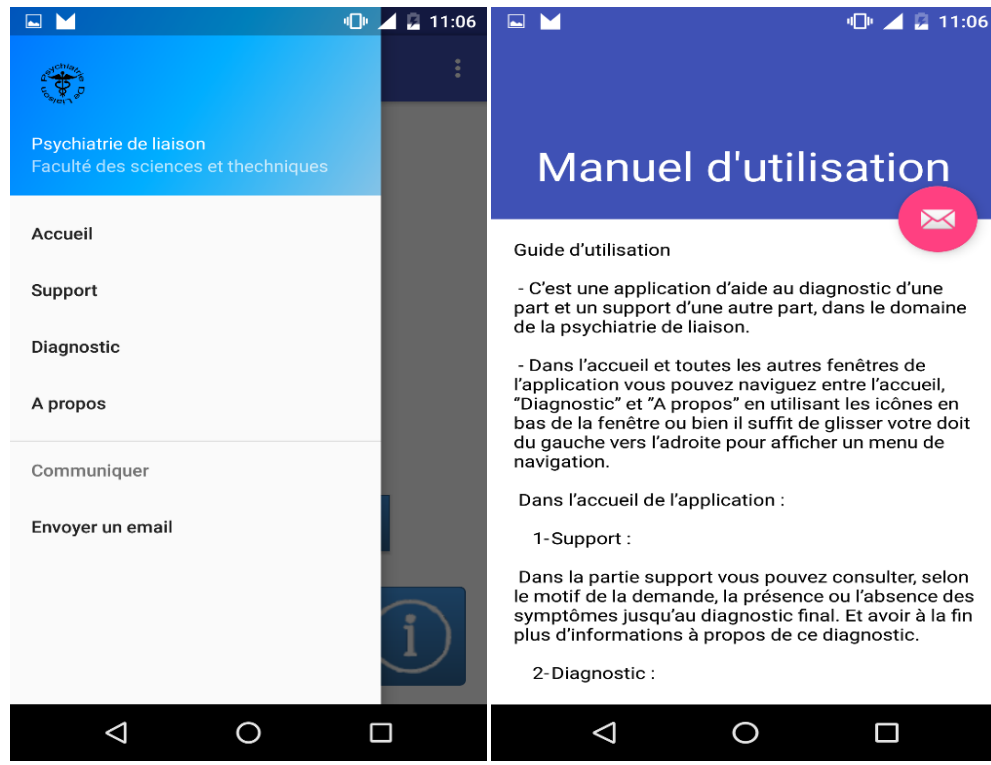 11:06
Psychiatrie De Liaison
Psychiatrie de liaison
Faculté des sciences et thechniques
Accueil
Support
Diagnostic
A propos
Communiquer
Envoyer un email
11:06
Manuel d'utilisation
Guide d’utilisation
- C’est une application d’aide au diagnostic d’une
part et un support d’une autre part, dans le domaine
de la psychiatrie de liaison.
- Dans l’accueil et toutes les autres fenêtres de
l’application vous pouvez naviguez entre l’accueil,
‘’Diagnostic’’ et ‘’A propos’’ en utilisant les icônes en
bas de la fenêtre ou bien il suffit de glisser votre doit
du gauche vers l’adroite pour afficher un menu de
navigation.
Dans l’accueil de l’application :
1-Support :
Dans la partie support vous pouvez consulter, selon
le motif de la demande, la présence ou l’absence des
symptômes jusqu’au diagnostic final. Et avoir à la fin
plus d’informations à propos de ce diagnostic.
2-Diagnostic :